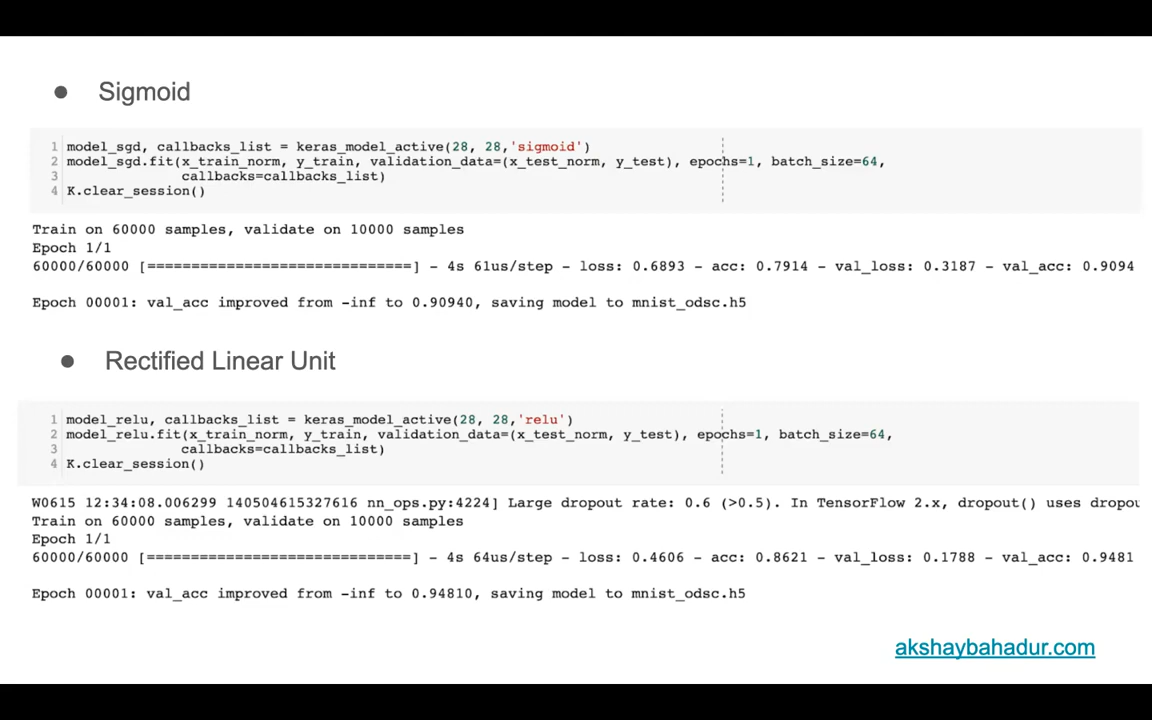 ● Sigmoid
1 model_sgd, callbacks_list = keras_model_active(28, 28,'sigmoid')
2 model_sgd.fit(x_train_norm, y_train, validation_data=(x_test_norm, y_test), epochs=1, batch_size=64,
3 callbacks=callbacks_list)
4 K.clear_session()
Train on 60000 samples, validate on 10000 samples
Epoch 1/1
60000/60000 [==============================] - 4s 61us/step - loss: 0.6893 - acc: 0.7914 - val_loss: 0.3187 - val_acc: 0.9094
Epoch 00001: val_acc improved from -inf to 0.90940, saving model to mnist_odsc.h5
● Rectified Linear Unit
1 model_relu, callbacks_list = keras_model_active(28, 28,'relu')
2 model_relu.fit(x_train_norm, y_train, validation_data=(x_test_norm, y_test), epochs=1, batch_size=64,
3 callbacks=callbacks_list)
4 K.clear_session()
W0615 12:34:08.006299 140504615327616 nn_ops.py:4224] Large dropout rate: 0.6 (>0.5). In TensorFlow 2.x, dropout() uses dropou
Train on 60000 samples, validate on 10000 samples
Epoch 1/1
60000/60000 [==============================] - 4s 64us/step - loss: 0.4606 - acc: 0.8621 - val_loss: 0.1788 - val_acc: 0.9481
Epoch 00001: val_acc improved from -inf to 0.94810, saving model to mnist_odsc.h5
akshaybahadur.com